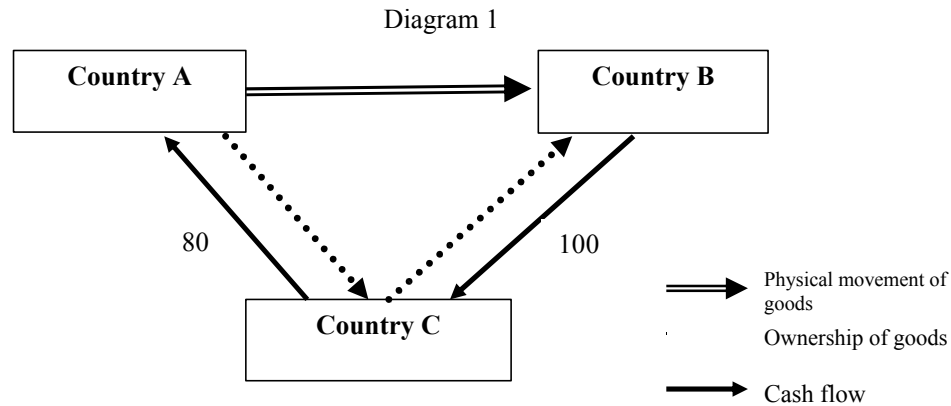 Diagram 1
Country A
Country B
80
100
Country C
Physical movement of
goods
Ownership of goods
Cash flow